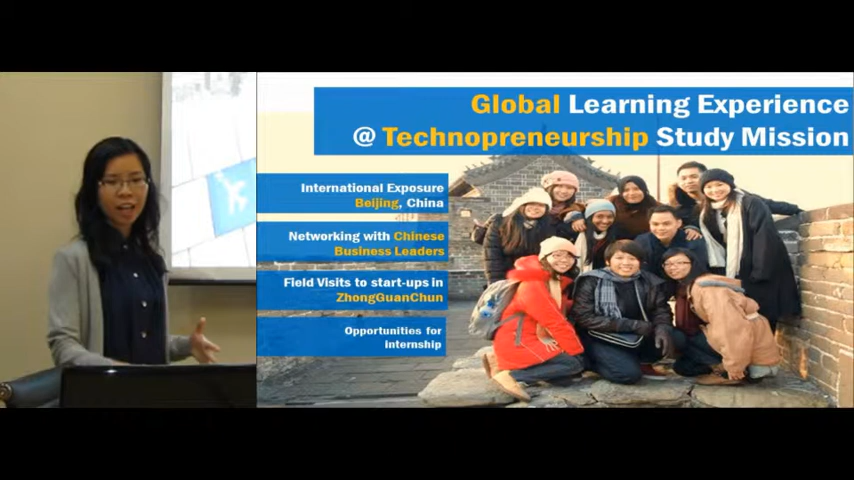 Global Learning Experience
@ Technopreneurship Study Mission
International Exposure
Beijing, China
Networking with Chinese
Business Leaders
Field Visits to start-ups in
ZhongGuanChun
Opportunities for
internship